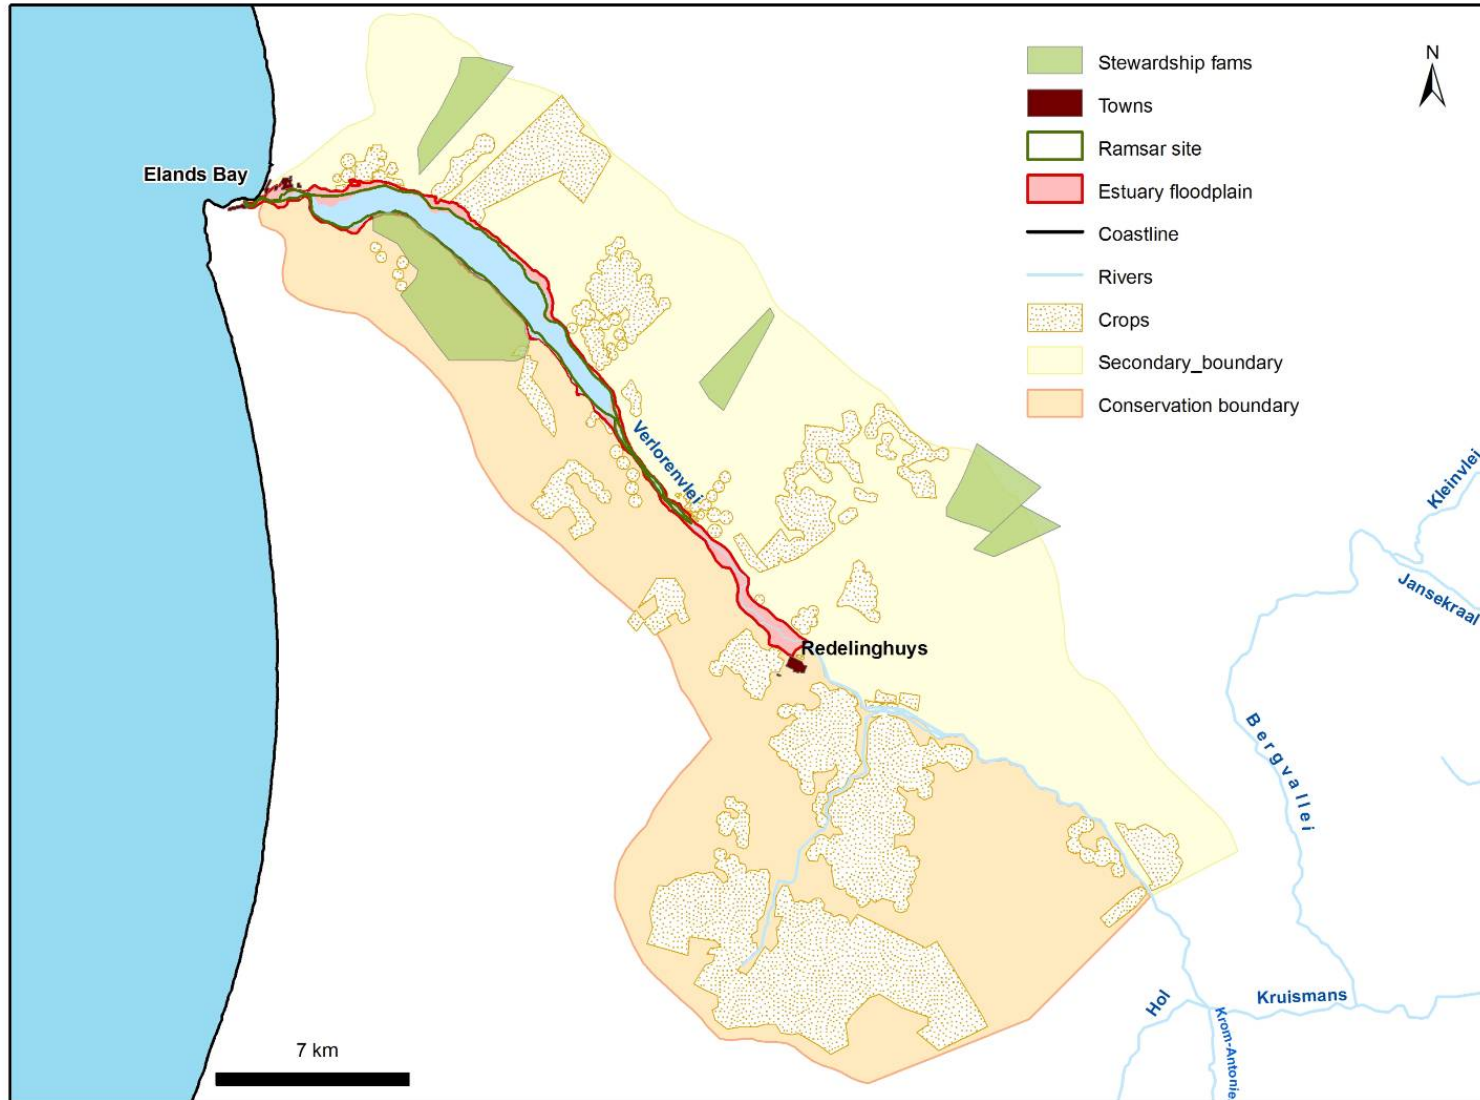 N
Stewardship fams
Towns
Ramsar site
Estuary floodplain
Coastline
Rivers
Crops
Secondary_boundary
Conservation boundary
Elands Bay
Verlorenvlei
Redelinghuys
Kleinvlei
Jansekraal
Bergvallei
Kruismans
Hol
Krom-Antonie
7 km